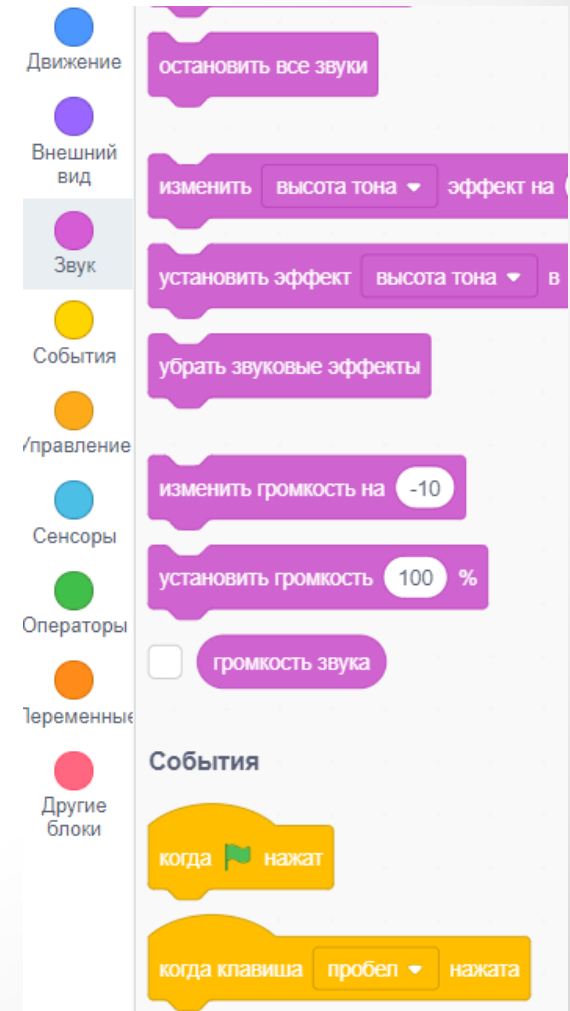 Движение
Внешний
вид
Звук
События
Управление
Сенсоры
Операторы
Переменные
Другие
блоки
остановить все звуки
изменить высота тона эффект на
установить эффект высота тона в
убрать звуковые эффекты
изменить громкость на -10
установить громкость 100 %
громкость звука
События
когда нажат
когда клавиша пробел нажата